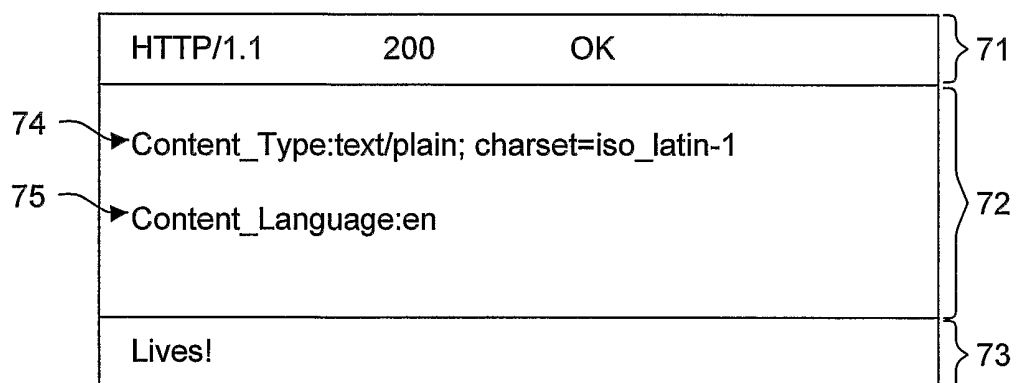 HTTP/1.1 200 OK 71
74 Content_Type:text/plain; charset=iso_latin-1
75 Content_Language:en 72
Lives! 73